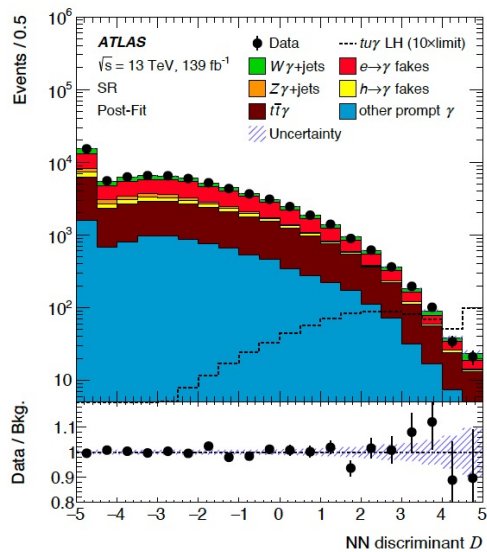 Events / 0.5
10⁶
10⁵
10⁴
10³
10²
10
ATLAS
√s = 13 TeV, 139 fb⁻¹
SR
Post-Fit
Data
tuγ LH (10×limit)
Wγ+jets
e→γ fakes
Zγ+jets
h→γ fakes
tt̄γ
other prompt γ
Uncertainty
Data / Bkg.
1.1
1
0.9
0.8
−5 −4 −3 −2 −1 0 1 2 3 4 5
NN discriminant D